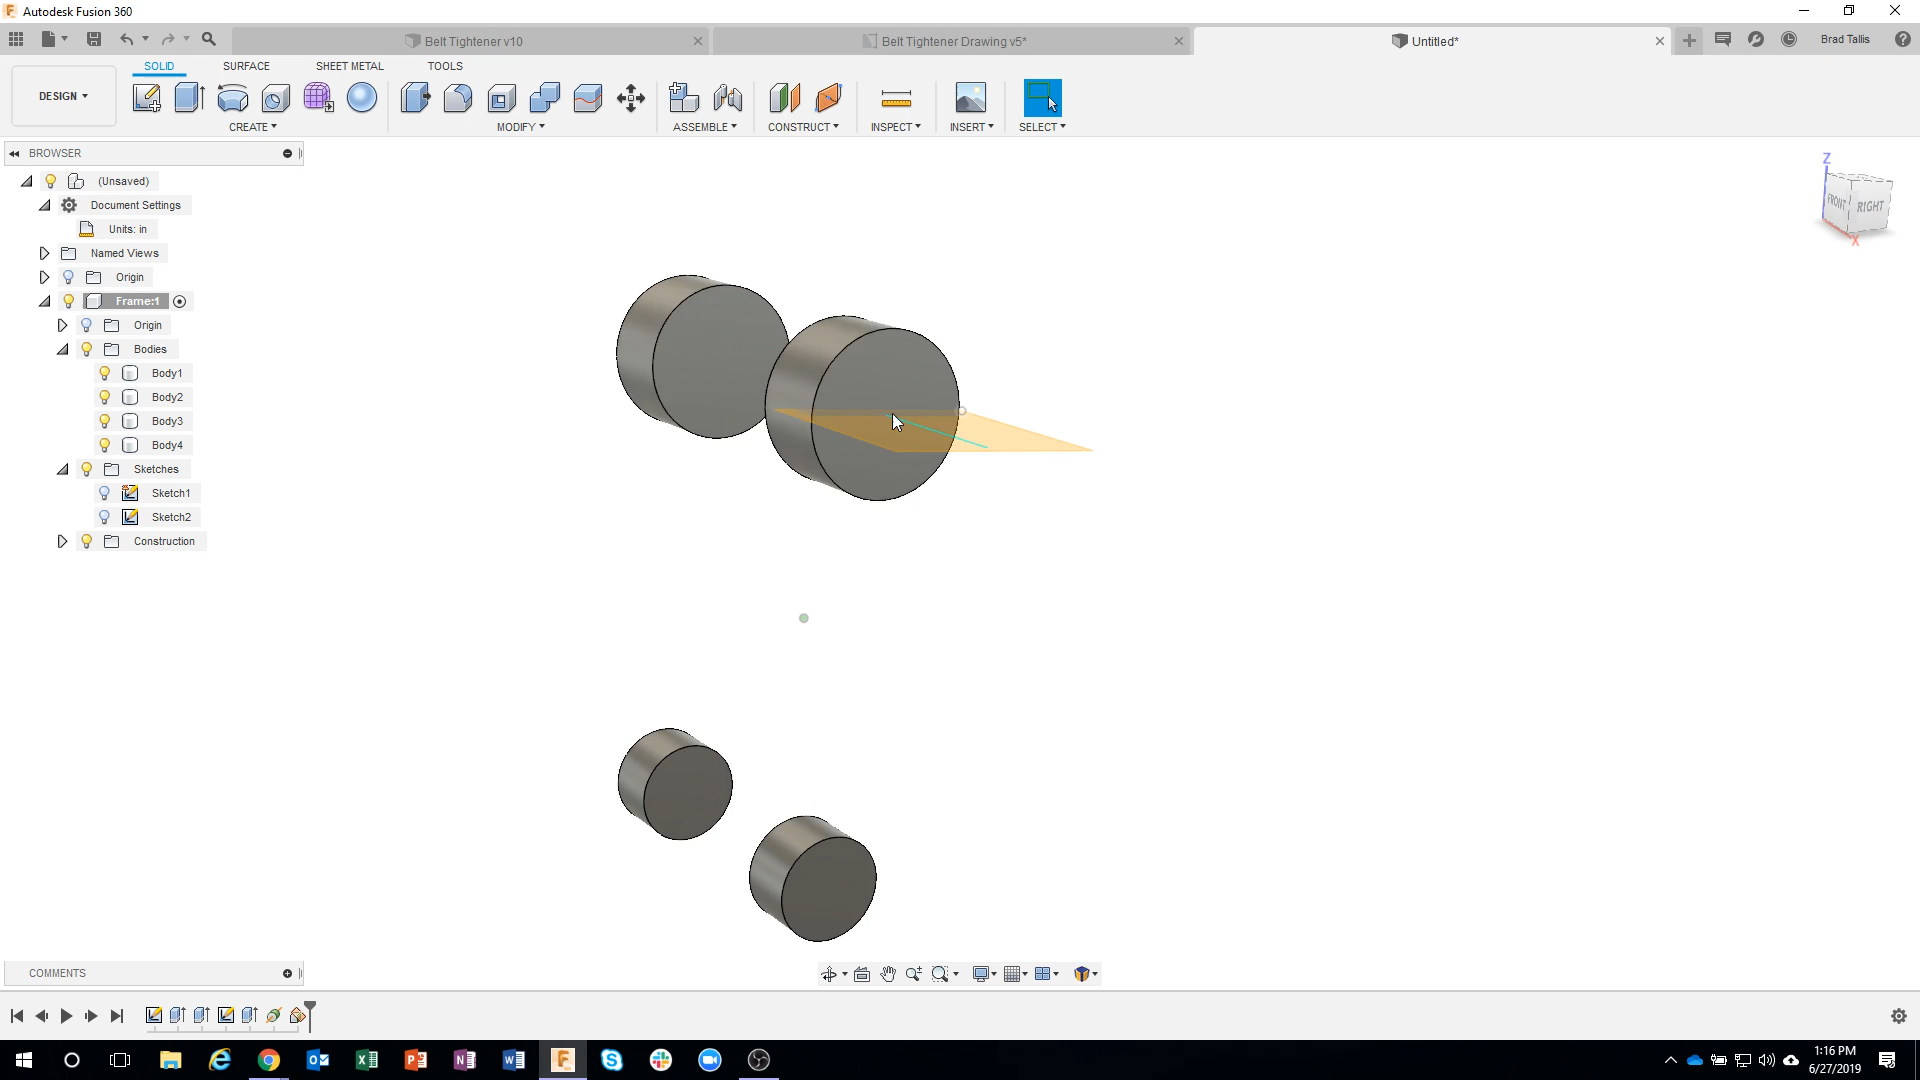 Autodesk Fusion 360
Belt Tightener v10
Belt Tightener Drawing v5*
Untitled*
Brad Tallis
DESIGN
SOLID
SURFACE
SHEET METAL
TOOLS
CREATE
MODIFY
ASSEMBLE
CONSTRUCT
INSPECT
INSERT
SELECT
BROWSER
(Unsaved)
Document Settings
Units: in
Named Views
Origin
Frame:1
Origin
Bodies
Body1
Body2
Body3
Body4
Sketches
Sketch1
Sketch2
Construction
Z
FRONT
RIGHT
X
COMMENTS
1:16 PM
6/27/2019